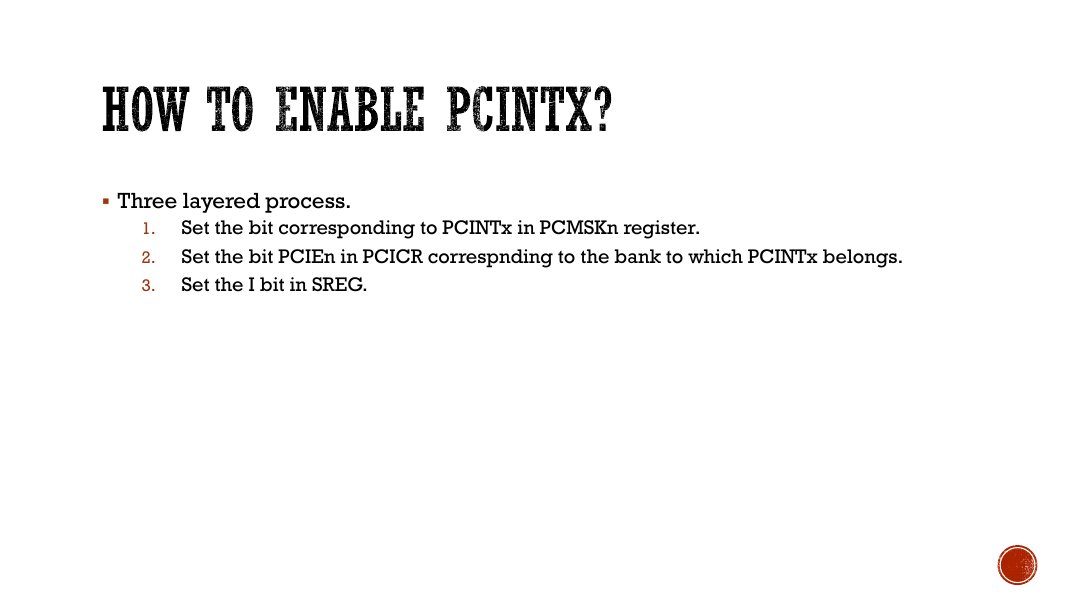 HOW TO ENABLE PCINTX?
▪ Three layered process.
1. Set the bit corresponding to PCINTx in PCMSKn register.
2. Set the bit PCIEn in PCICR correspnding to the bank to which PCINTx belongs.
3. Set the I bit in SREG.